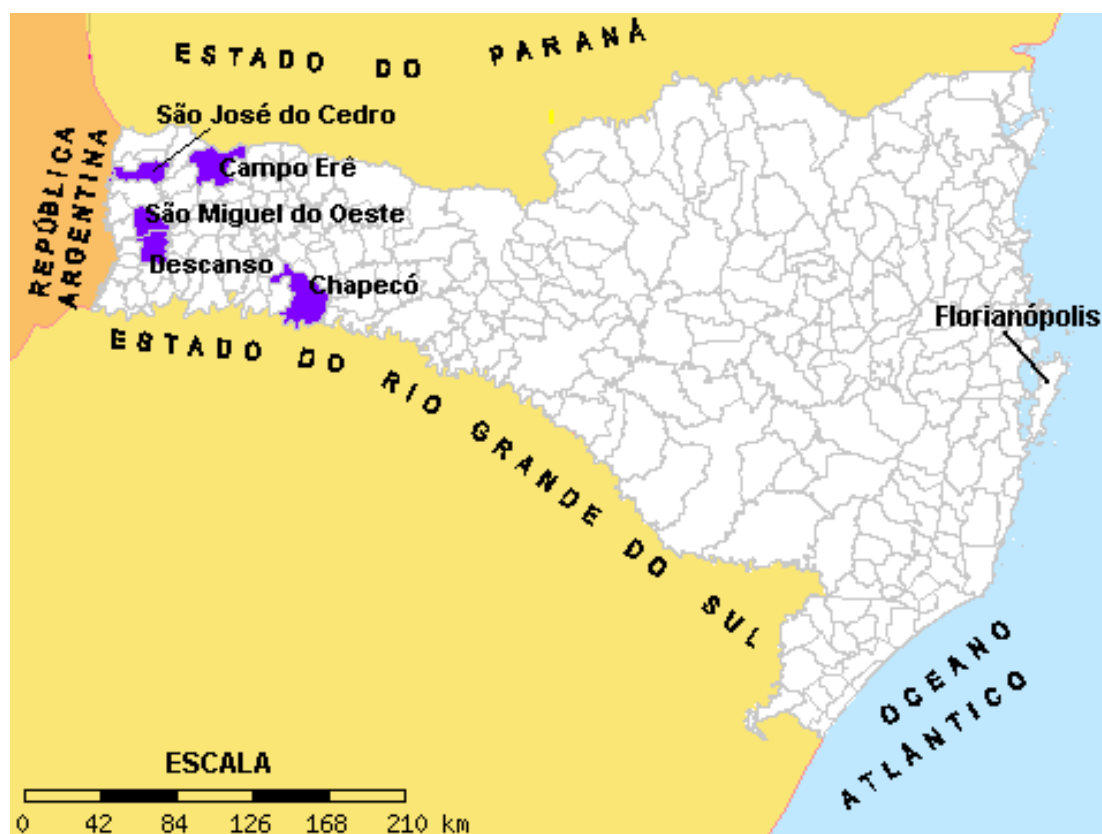 ESTADO DO PARANÁ
São José do Cedro
Campo Erê
REPÚBLICA
ARGENTINA
São Miguel do Oeste
Descanso
Chapecó
Florianópolis
ESTADO DO RIO GRANDE DO SUL
OCEANO
ATLÂNTICO
ESCALA
0 42 84 126 168 210 km